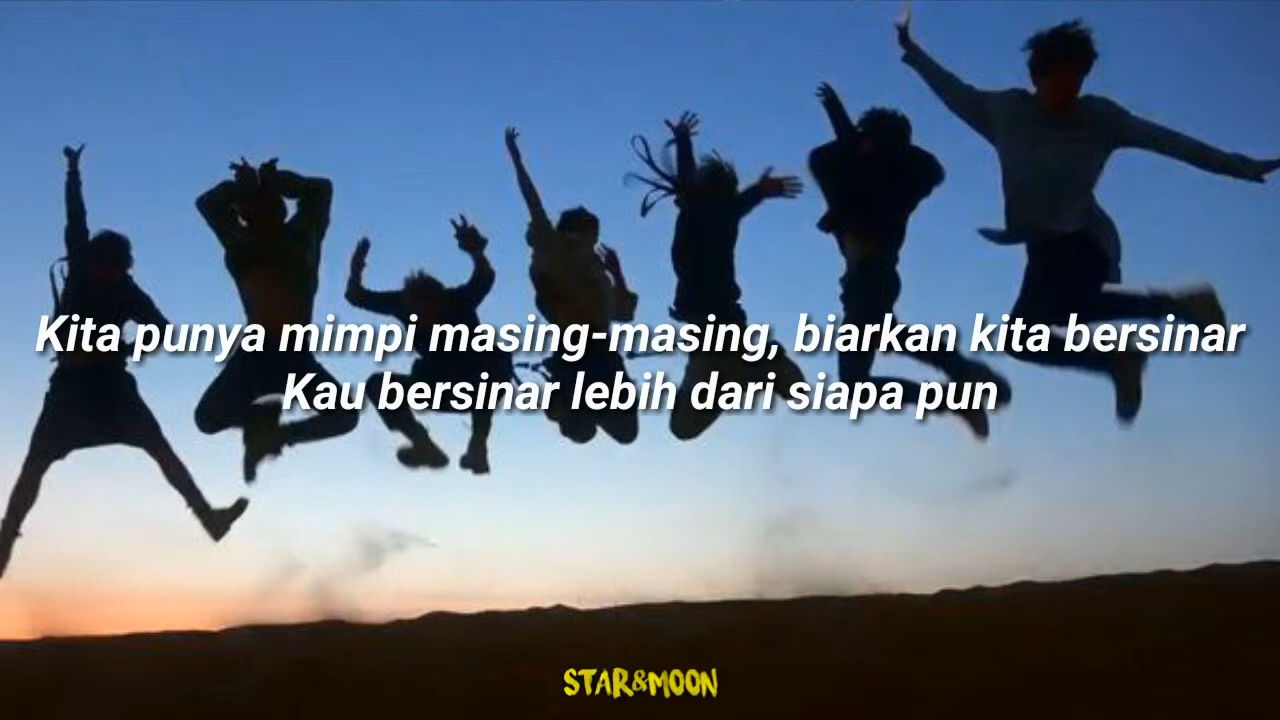 Kita punya mimpi masing-masing, biarkan kita bersinar
Kau bersinar lebih dari siapa pun
STAR&MOON